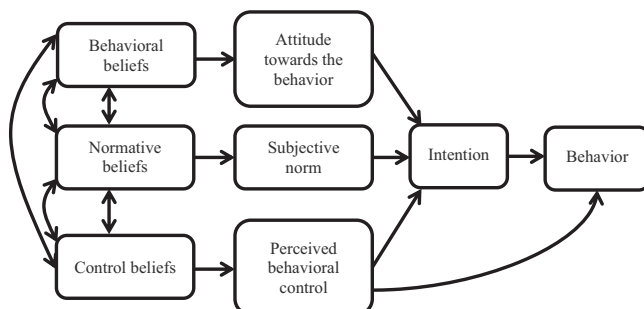 Behavioral
beliefs
Attitude
towards the
behavior
Normative
beliefs
Subjective
norm
Intention
Behavior
Control beliefs
Perceived
behavioral
control